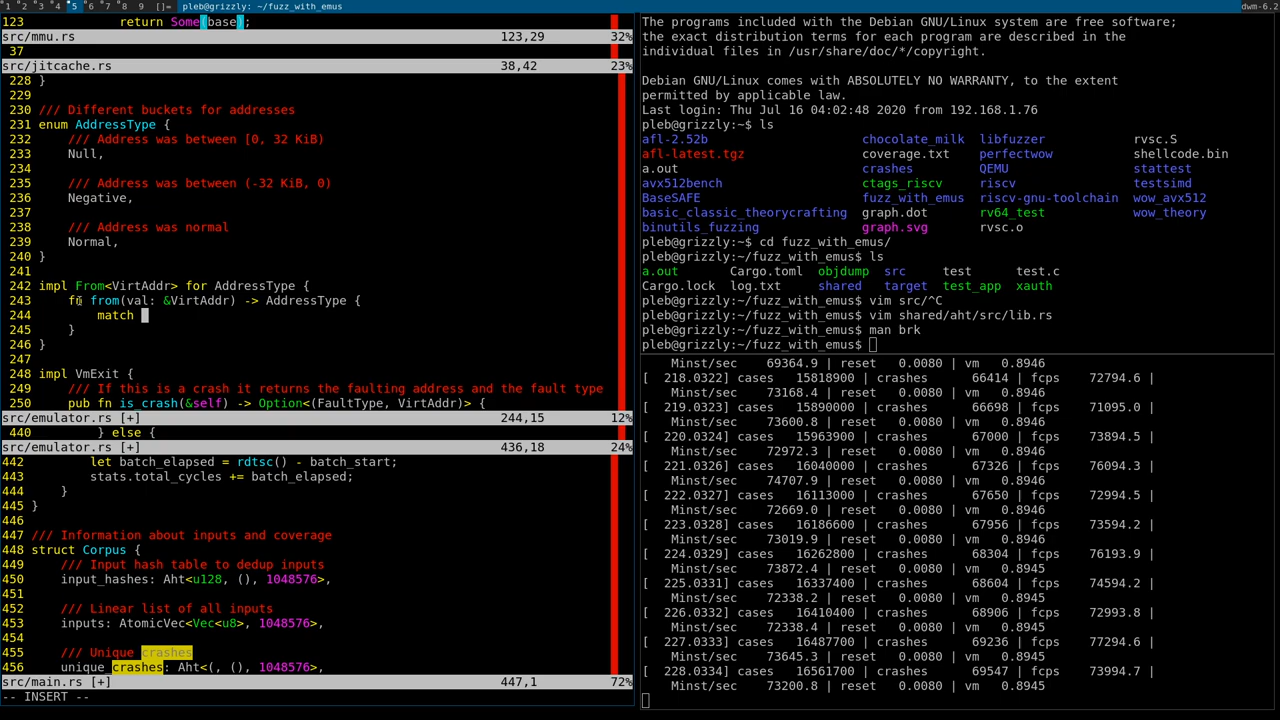 1 2 3 4 5 6 7 8 9 []= pleb@grizzly: ~/fuzz_with_emus dwm-6.2
123             return Some(base);
src/mmu.rs 123,29 32%
37
src/jitcache.rs 38,42 23%
228 }
229
230 /// Different buckets for addresses
231 enum AddressType {
232     /// Address was between [0, 32 KiB)
233     Null,
234
235     /// Address was between (-32 KiB, 0)
236     Negative,
237
238     /// Address was normal
239     Normal,
240 }
241
242 impl From<VirtAddr> for AddressType {
243     fn from(val: &VirtAddr) -> AddressType {
244         match
245     }
246 }
247
248 impl VmExit {
249     /// If this is a crash it returns the faulting address and the fault type
250     pub fn is_crash(&self) -> Option<(FaultType, VirtAddr)> {
src/emulator.rs [+] 244,15 12%
440         } else {
src/emulator.rs [+] 436,18 24%
442         let batch_elapsed = rdtsc() - batch_start;
443         stats.total_cycles += batch_elapsed;
444     }
445 }
446
447 /// Information about inputs and coverage
448 struct Corpus {
449     /// Input hash table to dedup inputs
450     input_hashes: Aht<u128, (), 1048576>,
451
452     /// Linear list of all inputs
453     inputs: AtomicVec<Vec<u8>, 1048576>,
454
455     /// Unique crashes
456     unique_crashes: Aht<(, (), 1048576>,
src/main.rs [+] 447,1 72%
-- INSERT --
The programs included with the Debian GNU/Linux system are free software;
the exact distribution terms for each program are described in the
individual files in /usr/share/doc/*/copyright.
Debian GNU/Linux comes with ABSOLUTELY NO WARRANTY, to the extent
permitted by applicable law.
Last login: Thu Jul 16 04:02:48 2020 from 192.168.1.76
pleb@grizzly:~$ ls
afl-2.52b chocolate_milk libfuzzer rvsc.S
afl-latest.tgz coverage.txt perfectwow shellcode.bin
a.out crashes QEMU stattest
avx512bench ctags_riscv riscv testsimd
BaseSAFE fuzz_with_emus riscv-gnu-toolchain wow_avx512
basic_classic_theorycrafting graph.dot rv64_test wow_theory
binutils_fuzzing graph.svg rvsc.o
pleb@grizzly:~$ cd fuzz_with_emus/
pleb@grizzly:~/fuzz_with_emus$ ls
a.out Cargo.toml objdump src test test.c
Cargo.lock log.txt shared target test_app xauth
pleb@grizzly:~/fuzz_with_emus$ vim src/^C
pleb@grizzly:~/fuzz_with_emus$ vim shared/aht/src/lib.rs
pleb@grizzly:~/fuzz_with_emus$ man brk
pleb@grizzly:~/fuzz_with_emus$
Minst/sec 69364.9 | reset 0.0080 | vm 0.8946
[ 218.0322] cases 15818900 | crashes 66414 | fcps 72794.6 |
Minst/sec 73168.4 | reset 0.0080 | vm 0.8946
[ 219.0323] cases 15890000 | crashes 66698 | fcps 71095.0 |
Minst/sec 73600.8 | reset 0.0080 | vm 0.8946
[ 220.0324] cases 15963900 | crashes 67000 | fcps 73894.5 |
Minst/sec 72972.3 | reset 0.0080 | vm 0.8946
[ 221.0326] cases 16040000 | crashes 67326 | fcps 76094.3 |
Minst/sec 74707.9 | reset 0.0080 | vm 0.8946
[ 222.0327] cases 16113000 | crashes 67650 | fcps 72994.5 |
Minst/sec 72669.0 | reset 0.0080 | vm 0.8946
[ 223.0328] cases 16186600 | crashes 67956 | fcps 73594.2 |
Minst/sec 73019.9 | reset 0.0080 | vm 0.8946
[ 224.0329] cases 16262800 | crashes 68304 | fcps 76193.9 |
Minst/sec 73872.4 | reset 0.0080 | vm 0.8946
[ 225.0331] cases 16337400 | crashes 68604 | fcps 74594.2 |
Minst/sec 72338.2 | reset 0.0080 | vm 0.8945
[ 226.0332] cases 16410400 | crashes 68906 | fcps 72993.8 |
Minst/sec 72338.4 | reset 0.0080 | vm 0.8945
[ 227.0333] cases 16487700 | crashes 69236 | fcps 77294.6 |
Minst/sec 73645.3 | reset 0.0080 | vm 0.8945
[ 228.0334] cases 16561700 | crashes 69547 | fcps 73994.7 |
Minst/sec 73200.8 | reset 0.0080 | vm 0.8945